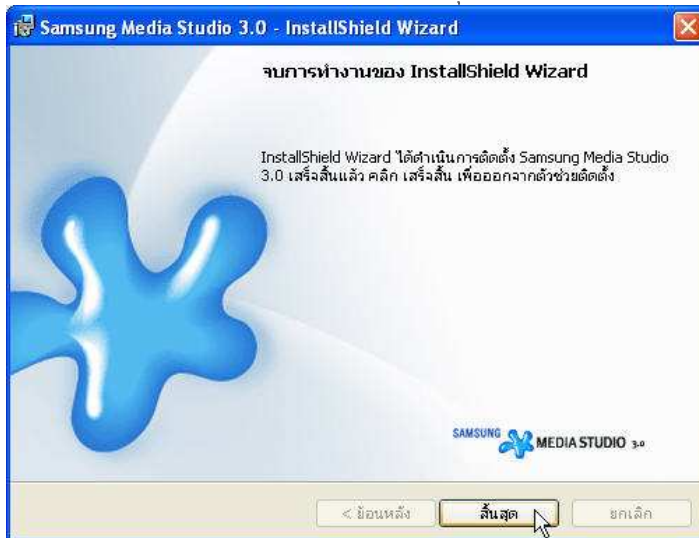 Samsung Media Studio 3.0 - InstallShield Wizard
จบการทำงานของ InstallShield Wizard
InstallShield Wizard ได้ดำเนินการติดตั้ง Samsung Media Studio
3.0 เสร็จสิ้นแล้ว คลิก เสร็จสิ้น เพื่อออกจากตัวช่วยติดตั้ง
SAMSUNG MEDIA STUDIO 3.0
< ย้อนหลัง สิ้นสุด ยกเลิก